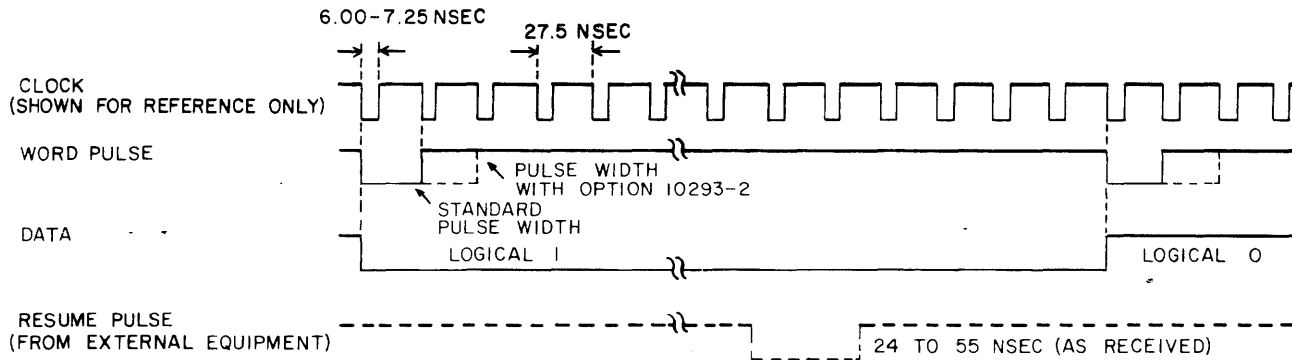 6.00-7.25 NSEC
27.5 NSEC
CLOCK
(SHOWN FOR REFERENCE ONLY)
WORD PULSE
PULSE WIDTH
WITH OPTION 10293-2
STANDARD
PULSE WIDTH
DATA
LOGICAL 1
LOGICAL 0
RESUME PULSE
(FROM EXTERNAL EQUIPMENT)
24 TO 55 NSEC (AS RECEIVED)